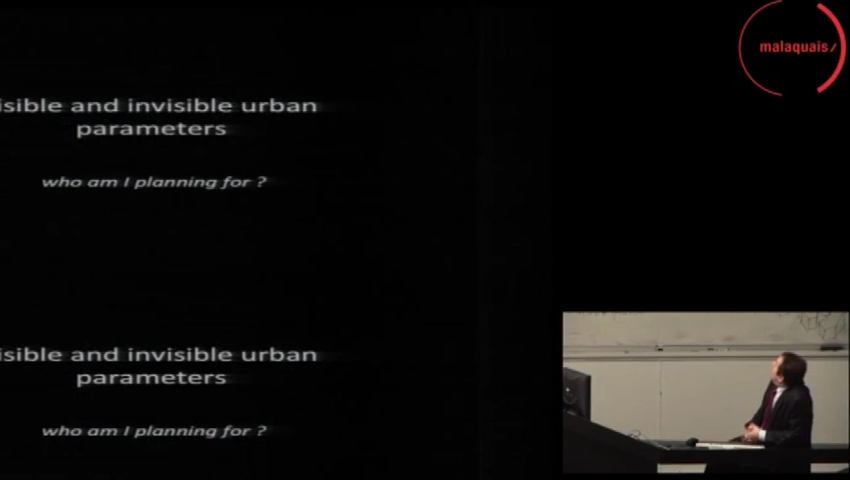 malaquais/
isible and invisible urban
parameters
who am I planning for ?
isible and invisible urban
parameters
who am I planning for ?